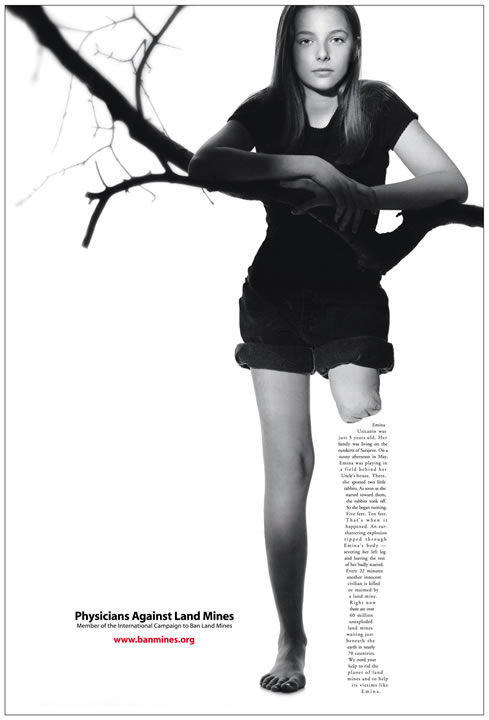 Emina
Uzicanin was
just 5 years old. Her
family was living on the
outskirts of Sarajevo. On a
sunny afternoon in May,
Emina was playing in
a field behind her
Uncle's house. There,
she spotted two little
rabbits. As soon as she
started toward them,
the rabbits took off.
So she began running.
Five feet. Ten feet.
That's when it
happened. An ear-
shattering explosion
ripped through
Emina's body —
severing her left leg
and leaving the rest
of her badly scarred.
Every 22 minutes
another innocent
civilian is killed
or maimed by
a land mine.
Right now
there are over
60 million
unexploded
land mines
waiting just
beneath the
earth in nearly
70 countries.
We need your
help to rid the
planet of land
mines and to help
its victims like
Emina.
Physicians Against Land Mines
Member of the International Campaign to Ban Land Mines
www.banmines.org